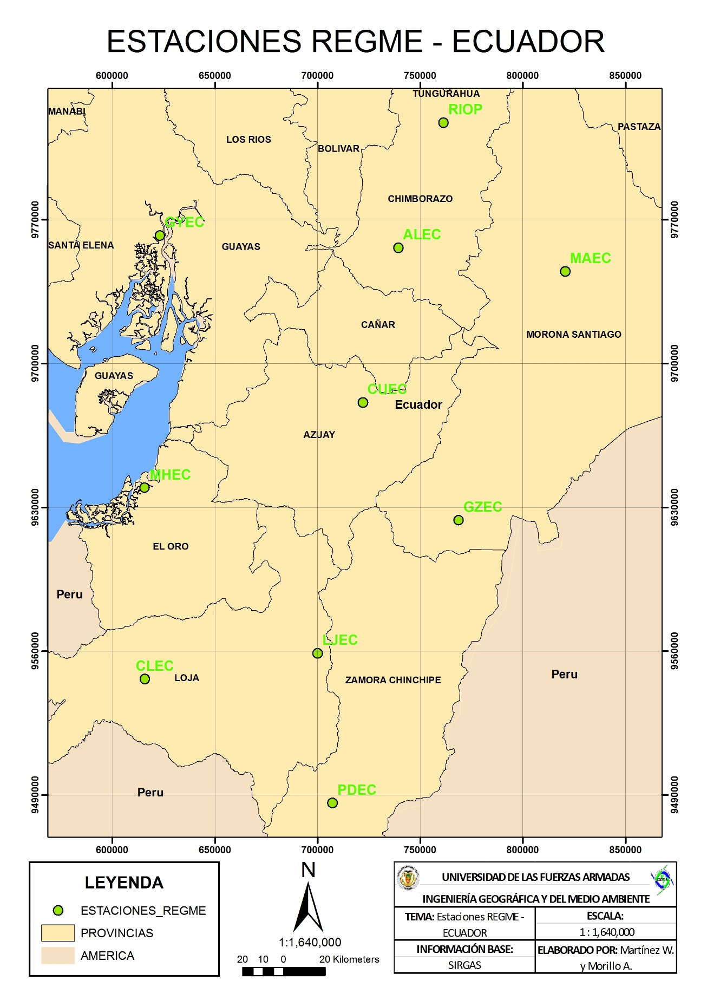 ESTACIONES REGME - ECUADOR
600000 650000 700000 750000 800000 850000
TUNGURAHUA
RIOP
MANABI
PASTAZA
LOS RIOS
BOLIVAR
CHIMBORAZO
9770000 9770000
GYEC
ALEC
SANTA ELENA
GUAYAS
MAEC
CAÑAR
MORONA SANTIAGO
9700000 9700000
GUAYAS
CUEC
Ecuador
AZUAY
MHEC
9630000 9630000
GZEC
EL ORO
Peru
LJEC
9560000 9560000
CLEC
LOJA
ZAMORA CHINCHIPE
Peru
PDEC
Peru
9490000 9490000
600000 650000 700000 750000 800000 850000
LEYENDA
ESTACIONES_REGME
PROVINCIAS
AMERICA
N
1:1,640,000
20 10 0 20 Kilometers
UNIVERSIDAD DE LAS FUERZAS ARMADAS
INGENIERÍA GEOGRÁFICA Y DEL MEDIO AMBIENTE
TEMA: Estaciones REGME -
ECUADOR
ESCALA:
1 : 1,640,000
INFORMACIÓN BASE:
SIRGAS
ELABORADO POR: Martínez W.
y Morillo A.